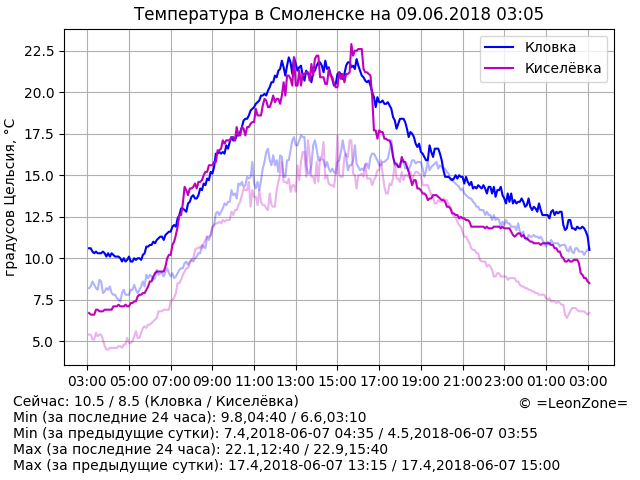 Температура в Смоленске на 09.06.2018 03:05
Кловка
Киселёвка
градусов Цельсия, °C
22.5
20.0
17.5
15.0
12.5
10.0
7.5
5.0
03:00 05:00 07:00 09:00 11:00 13:00 15:00 17:00 19:00 21:00 23:00 01:00 03:00
Сейчас: 10.5 / 8.5 (Кловка / Киселёвка)
© =LeonZone=
Min (за последние 24 часа): 9.8,04:40 / 6.6,03:10
Min (за предыдущие сутки): 7.4,2018-06-07 04:35 / 4.5,2018-06-07 03:55
Max (за последние 24 часа): 22.1,12:40 / 22.9,15:40
Max (за предыдущие сутки): 17.4,2018-06-07 13:15 / 17.4,2018-06-07 15:00